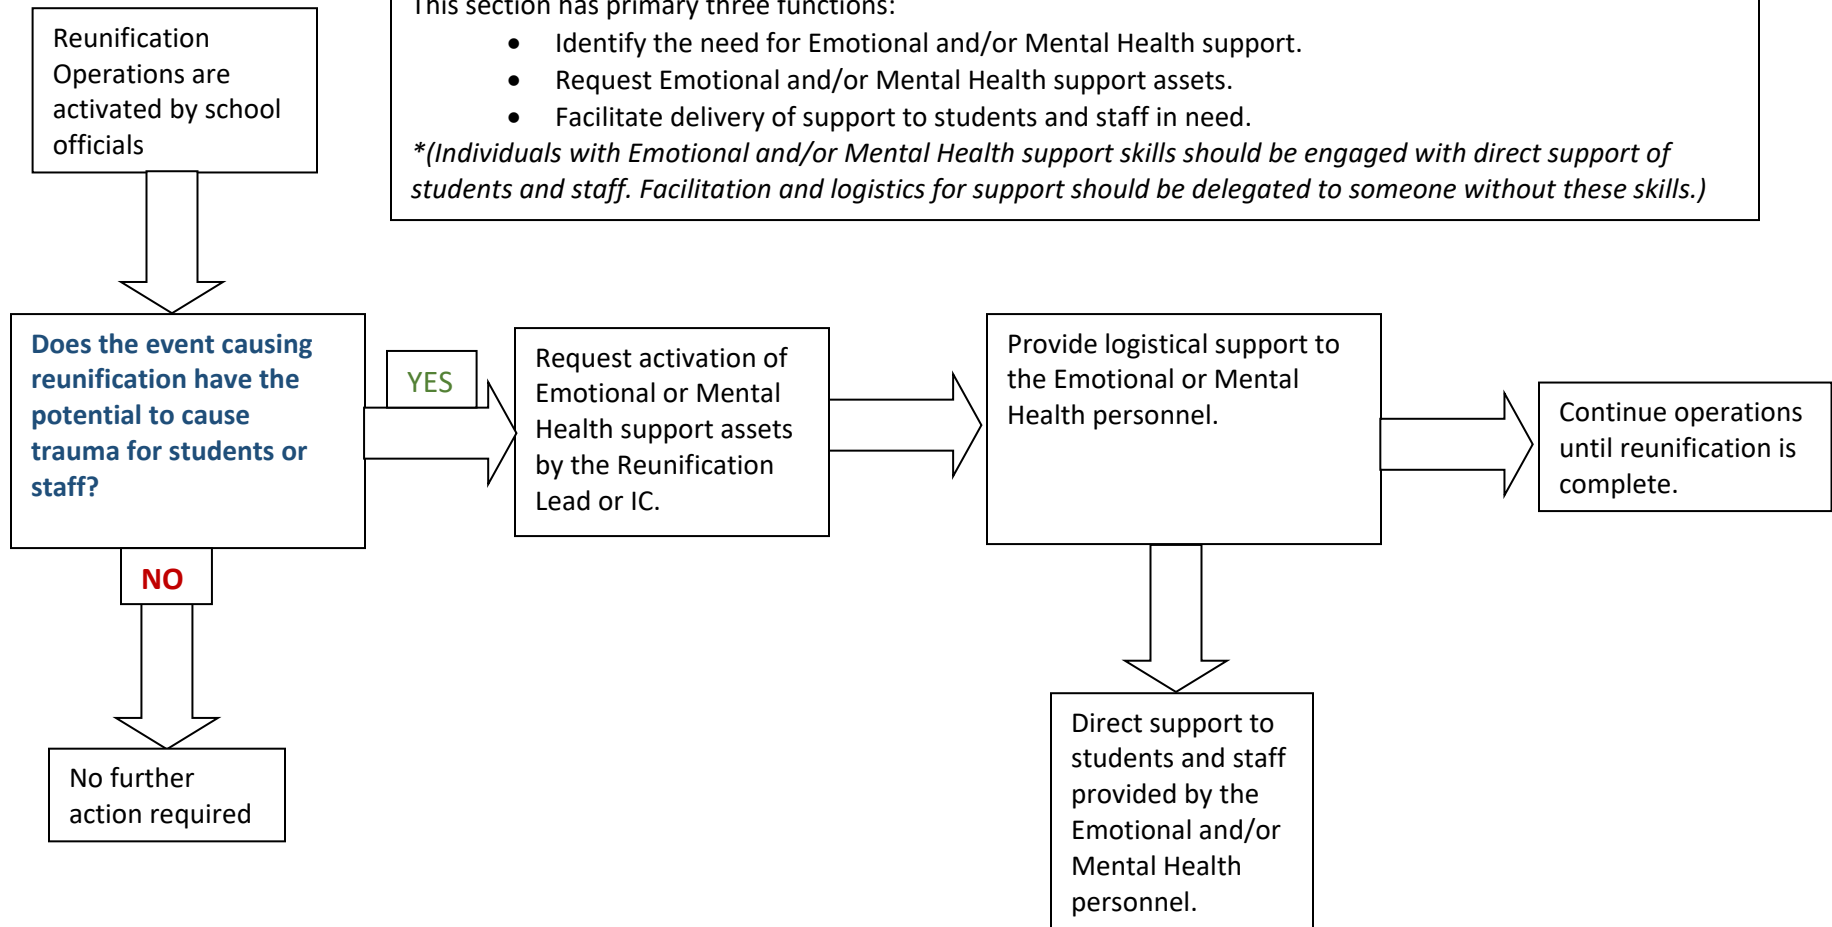 This section has primary three functions:
• Identify the need for Emotional and/or Mental Health support.
• Request Emotional and/or Mental Health support assets.
• Facilitate delivery of support to students and staff in need.
*(Individuals with Emotional and/or Mental Health support skills should be engaged with direct support of
students and staff. Facilitation and logistics for support should be delegated to someone without these skills.)
Reunification
Operations are
activated by school
officials
Does the event causing
reunification have the
potential to cause
trauma for students or
staff?
YES
Request activation of
Emotional or Mental
Health support assets
by the Reunification
Lead or IC.
Provide logistical support to
the Emotional or Mental
Health personnel.
Continue operations
until reunification is
complete.
NO
No further
action required
Direct support to
students and staff
provided by the
Emotional and/or
Mental Health
personnel.